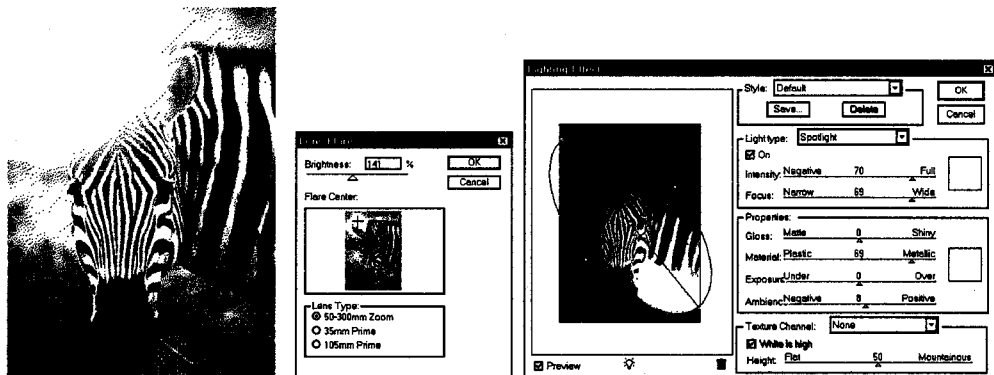 Lens Flare
Brightness: 141 %
OK
Cancel
Flare Center:
Lens Type:
50-300mm Zoom
35mm Prime
105mm Prime
Lighting Effect
Style: Default
Save... Delete
OK
Cancel
Light type: Spotlight
On
Intensity: Negative 70 Full
Focus: Narrow 69 Wide
Properties:
Gloss: Matte 0 Shiny
Material: Plastic 69 Metallic
Exposure: Under 0 Over
Ambience: Negative 8 Positive
Texture Channel: None
White is high
Height: Flat 50 Mountainous
Preview